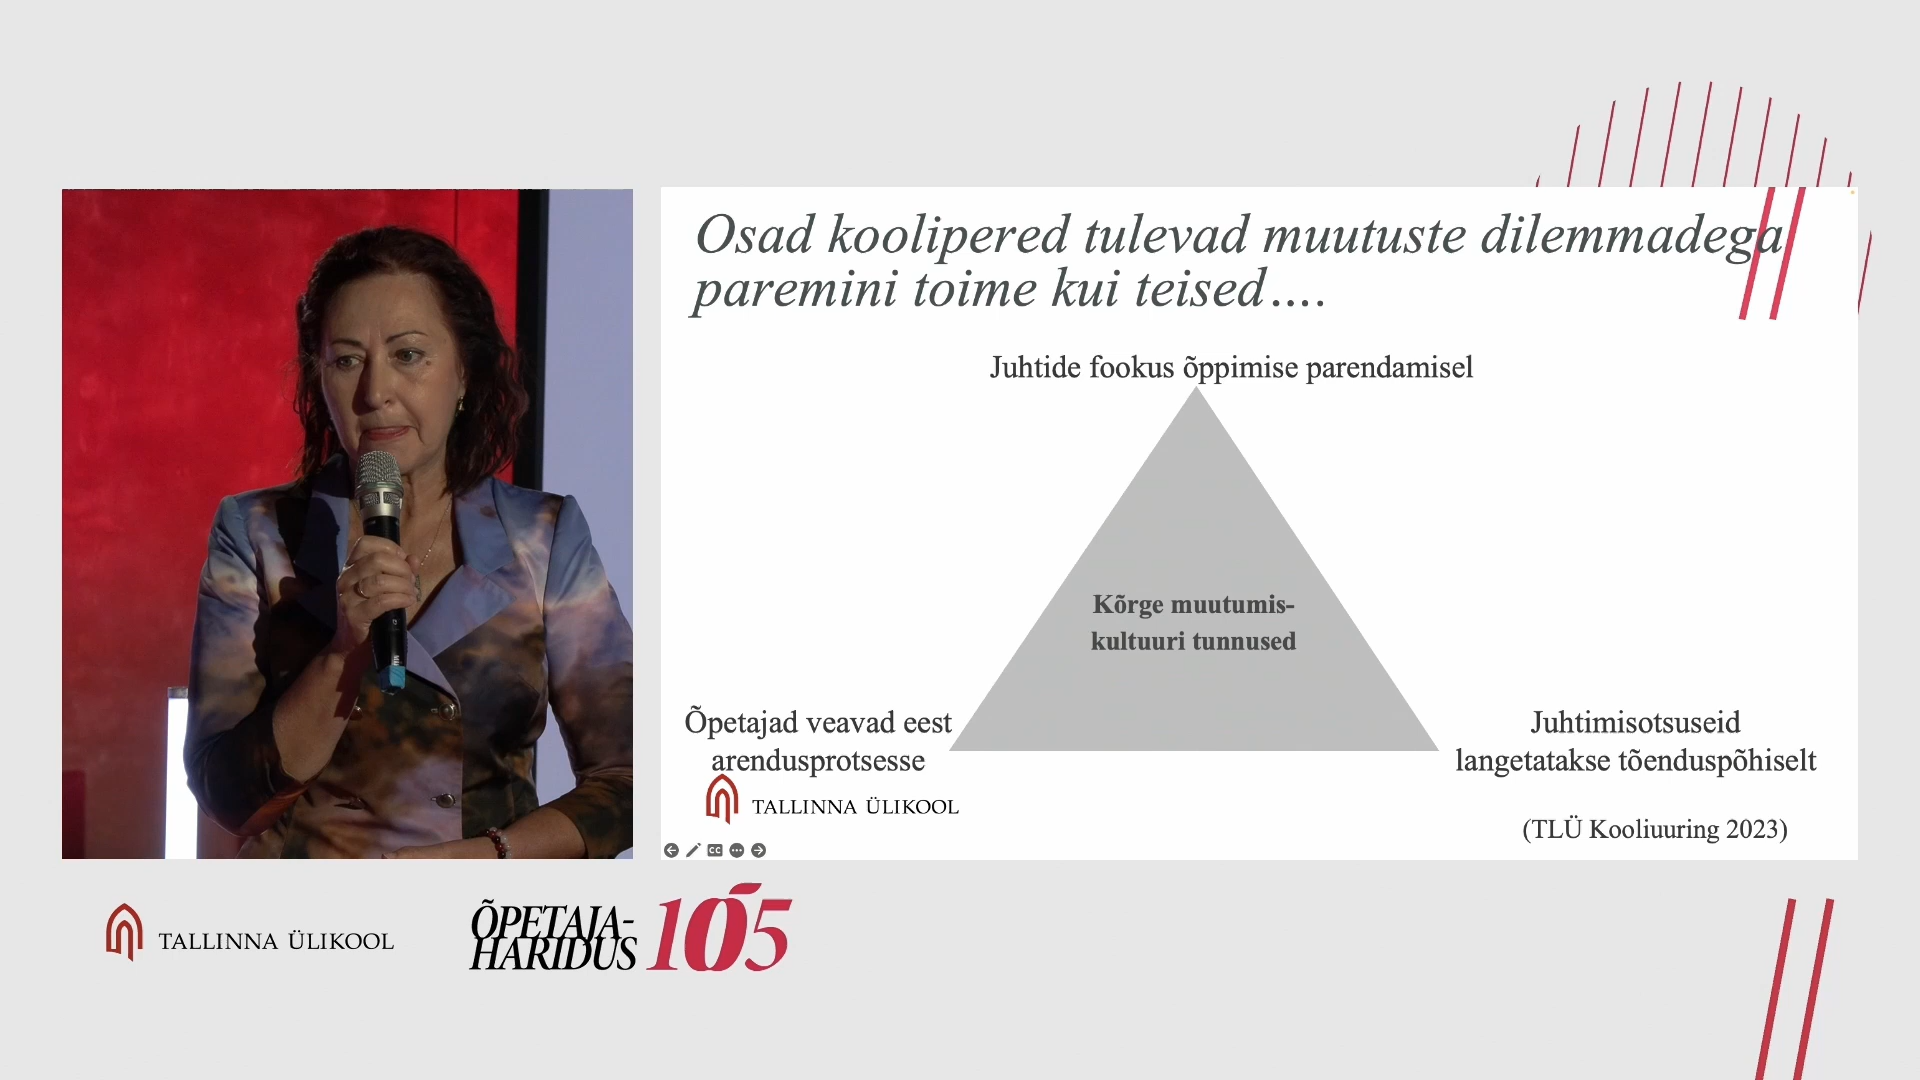 Osad koolipered tulevad muutuste dilemmadega
paremini toime kui teised....
Juhtide fookus õppimise parendamisel
Kõrge muutumis-
kultuuri tunnused
Õpetajad veavad eest
arendusprotsesse
Juhtimisotsuseid
langetatakse tõenduspõhiselt
TALLINNA ÜLIKOOL
(TLÜ Kooliuuring 2023)
CC
TALLINNA ÜLIKOOL
ÕPETAJA-
HARIDUS
105